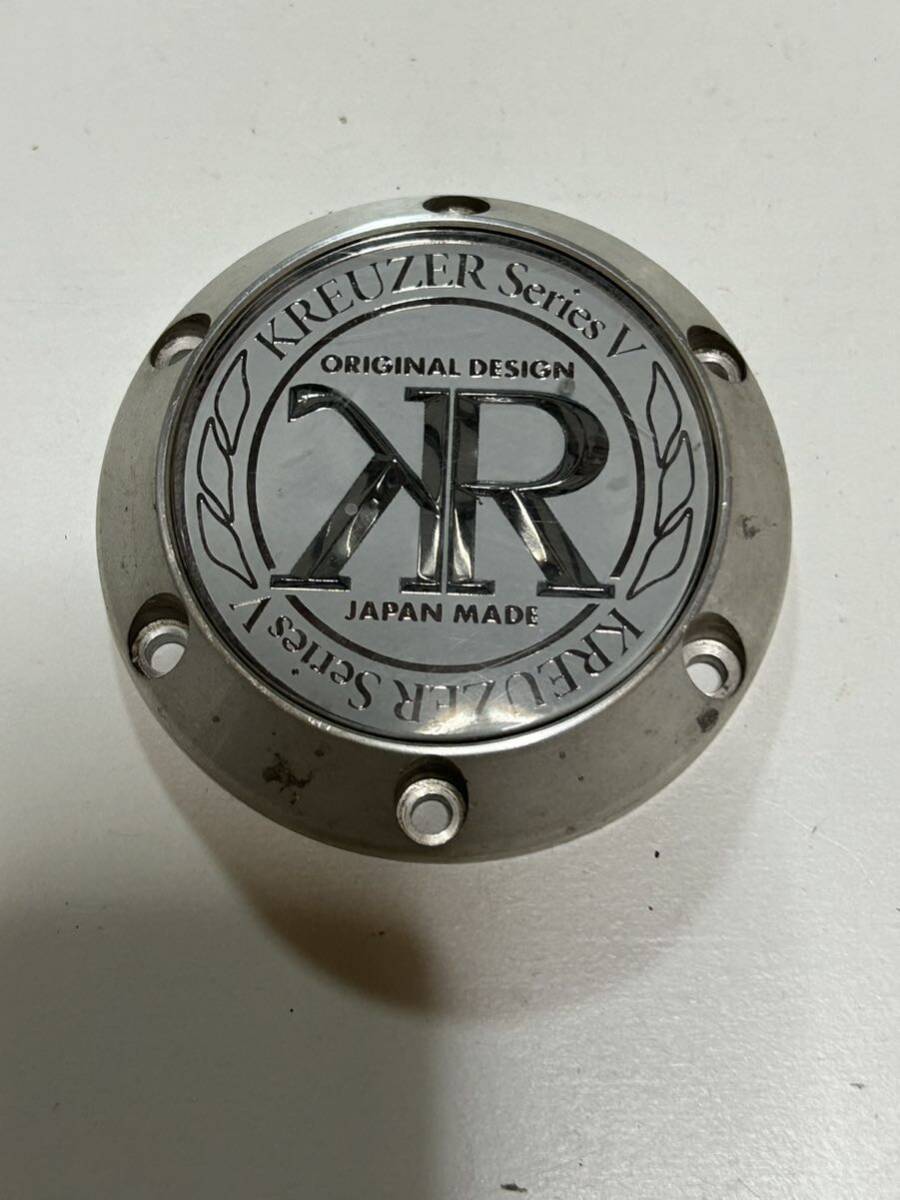 KREUZER Series V
ORIGINAL DESIGN
KR
JAPAN MADE
KREUZER Series V